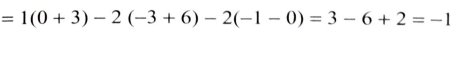 = 1(0 + 3) − 2 (−3 + 6) − 2(−1 − 0) = 3 − 6 + 2 = −1